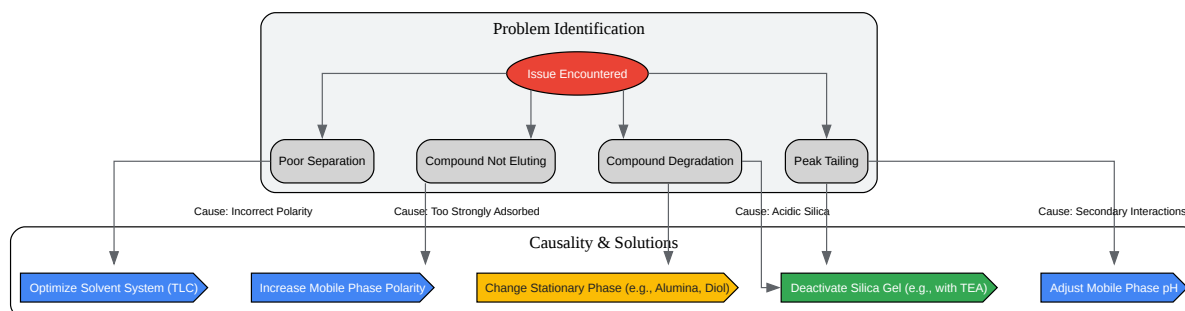 Problem Identification
Issue Encountered
Poor Separation
Compound Not Eluting
Compound Degradation
Peak Tailing
Cause: Incorrect Polarity
Cause: Too Strongly Adsorbed
Cause: Acidic Silica
Cause: Secondary Interactions
Causality & Solutions
Optimize Solvent System (TLC)
Increase Mobile Phase Polarity
Change Stationary Phase (e.g., Alumina, Diol)
Deactivate Silica Gel (e.g., with TEA)
Adjust Mobile Phase pH